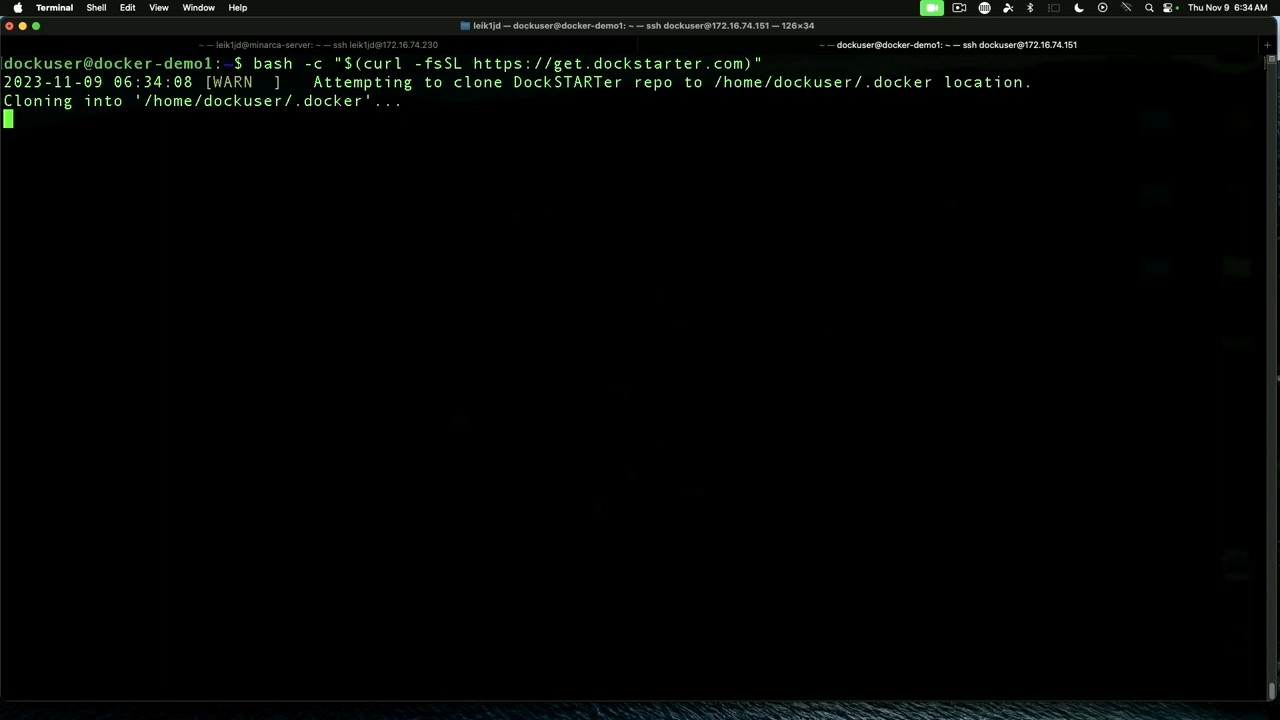 Terminal Shell Edit View Window Help Thu Nov 9 6:34 AM
leik1jd — dockuser@docker-demo1: ~ — ssh dockuser@172.16.74.151 — 126×34
~ — leik1jd@minarca-server: ~ — ssh leik1jd@172.16.74.230
~ — dockuser@docker-demo1: ~ — ssh dockuser@172.16.74.151
dockuser@docker-demo1:~$ bash -c "$(curl -fsSL https://get.dockstarter.com)"
2023-11-09 06:34:08 [WARN  ]   Attempting to clone DockSTARTer repo to /home/dockuser/.docker location.
Cloning into '/home/dockuser/.docker'...